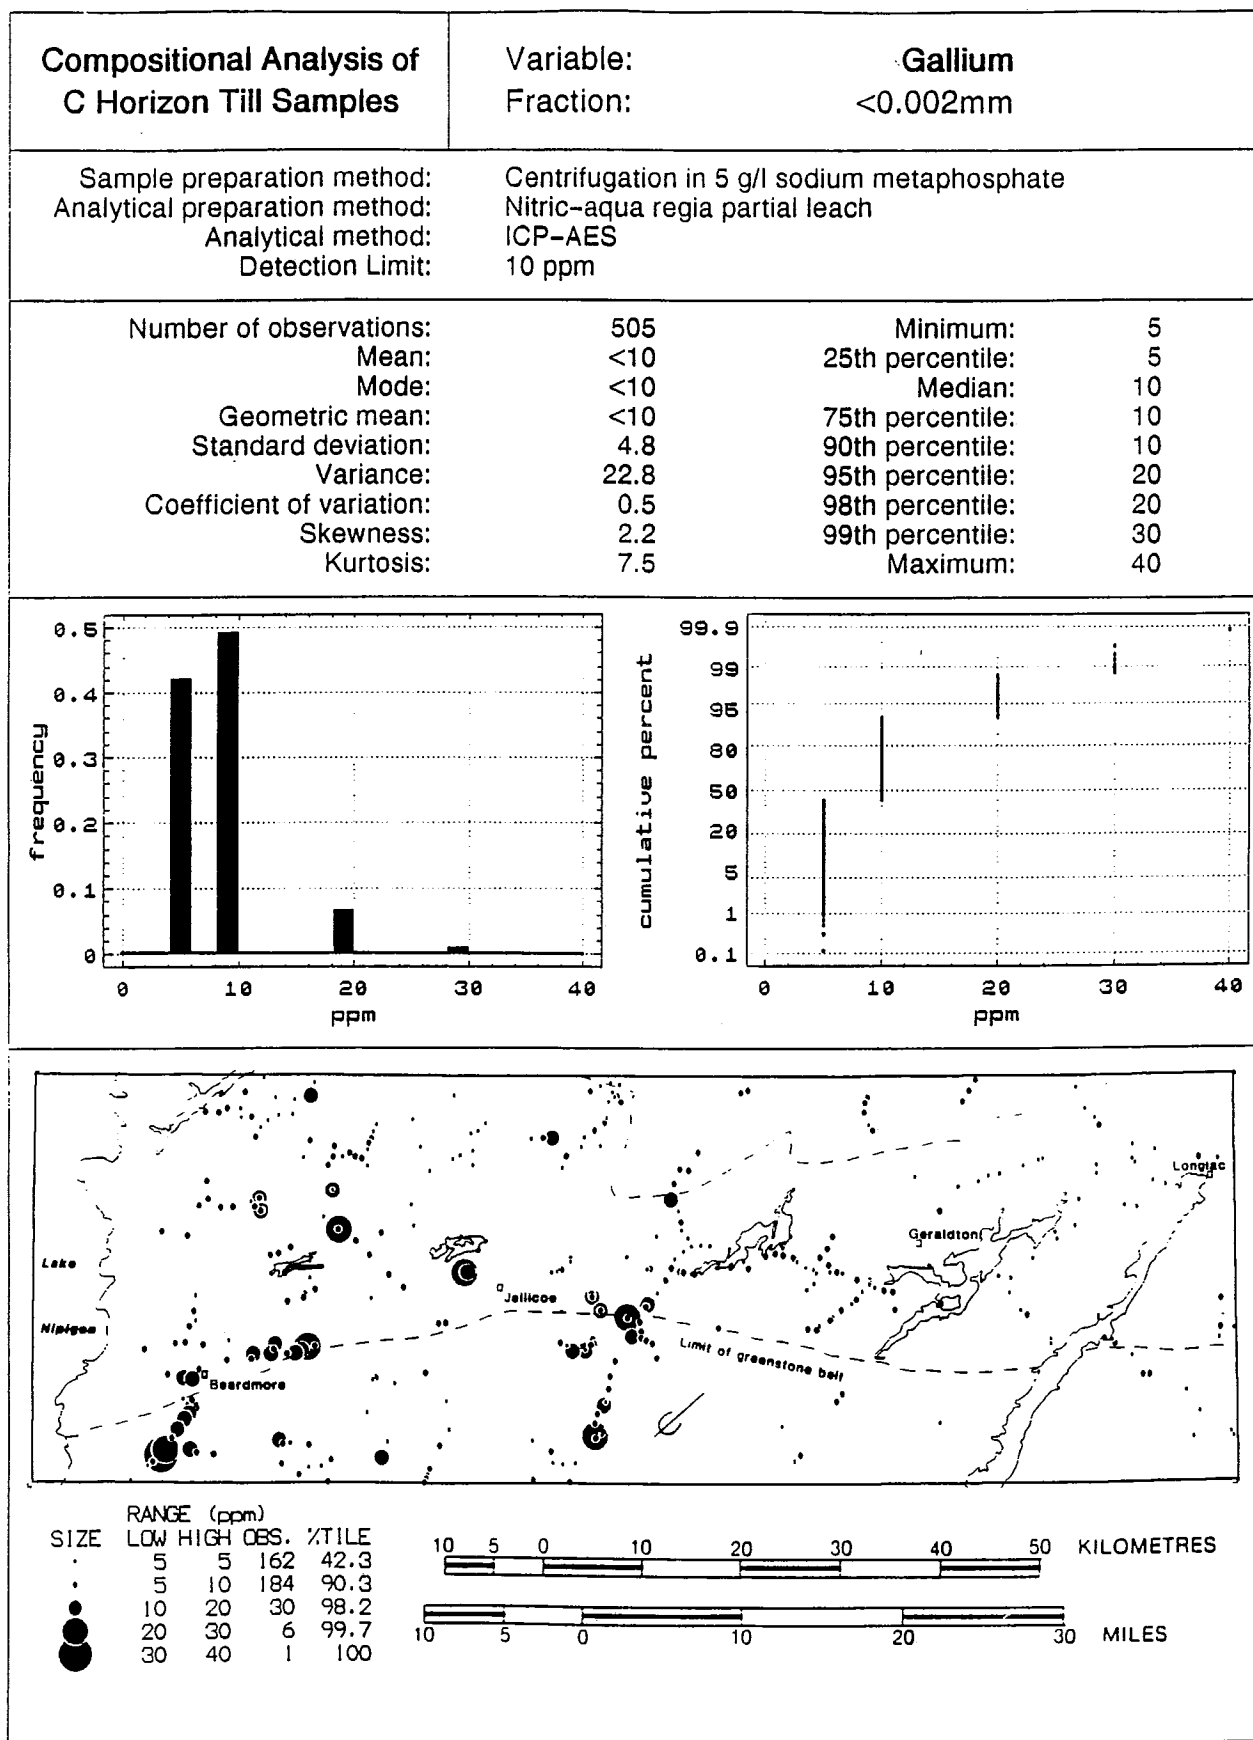 Compositional Analysis of
C Horizon Till Samples
Variable: Gallium
Fraction: <0.002mm
Sample preparation method: Centrifugation in 5 g/l sodium metaphosphate
Analytical preparation method: Nitric-aqua regia partial leach
Analytical method: ICP-AES
Detection Limit: 10 ppm
Number of observations: 505 Minimum: 5
Mean: <10 25th percentile: 5
Mode: <10 Median: 10
Geometric mean: <10 75th percentile: 10
Standard deviation: 4.8 90th percentile: 10
Variance: 22.8 95th percentile: 20
Coefficient of variation: 0.5 98th percentile: 20
Skewness: 2.2 99th percentile: 30
Kurtosis: 7.5 Maximum: 40
frequency
0.5
0.4
0.3
0.2
0.1
0
0 10 20 30 40
ppm
cumulative percent
99.9
99
95
80
50
20
5
1
0.1
0 10 20 30 40
ppm
Longlac
Geraldton
Lake
Nipigon
Jellicoe
Limit of greenstone belt
Beardmore
RANGE (ppm)
SIZE LOW HIGH OBS. %TILE
5 5 162 42.3
5 10 184 90.3
10 20 30 98.2
20 30 6 99.7
30 40 1 100
10 5 0 10 20 30 40 50 KILOMETRES
10 5 0 10 20 30 MILES